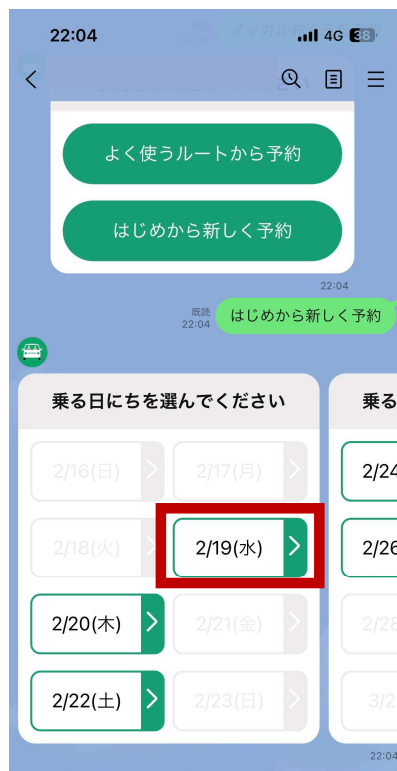 22:04
4G 38
よく使うルートから予約
はじめから新しく予約
22:04
既読
22:04
はじめから新しく予約
乗る日にちを選んでください
乗る
2/16(日)
2/17(月)
2/24
2/18(火)
2/19(水)
2/26
2/20(木)
2/21(金)
2/28
2/22(土)
2/23(日)
3/2
22:04